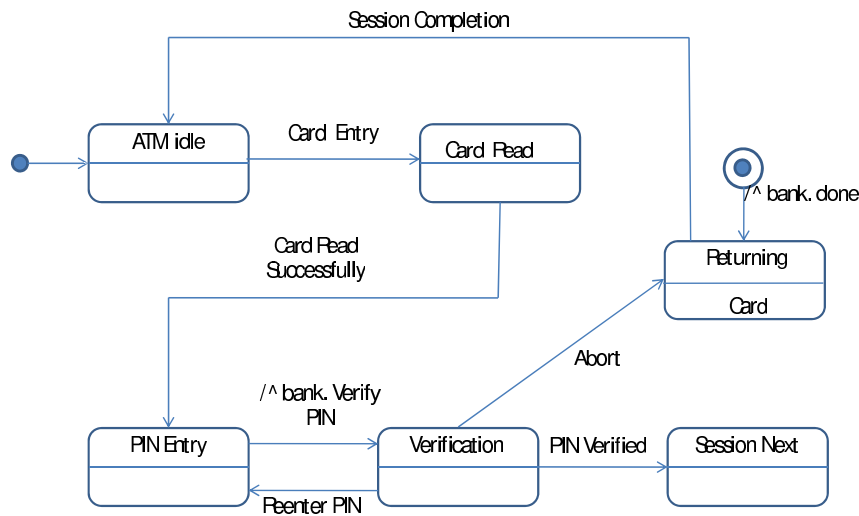 Session Completion
ATM idle
Card Entry
Card Read
/^ bank. done
Card Read
Successfully
Returning
Card
Abort
/^ bank. Verify
PIN
PIN Entry
Verification
PIN Verified
Session Next
Reenter PIN